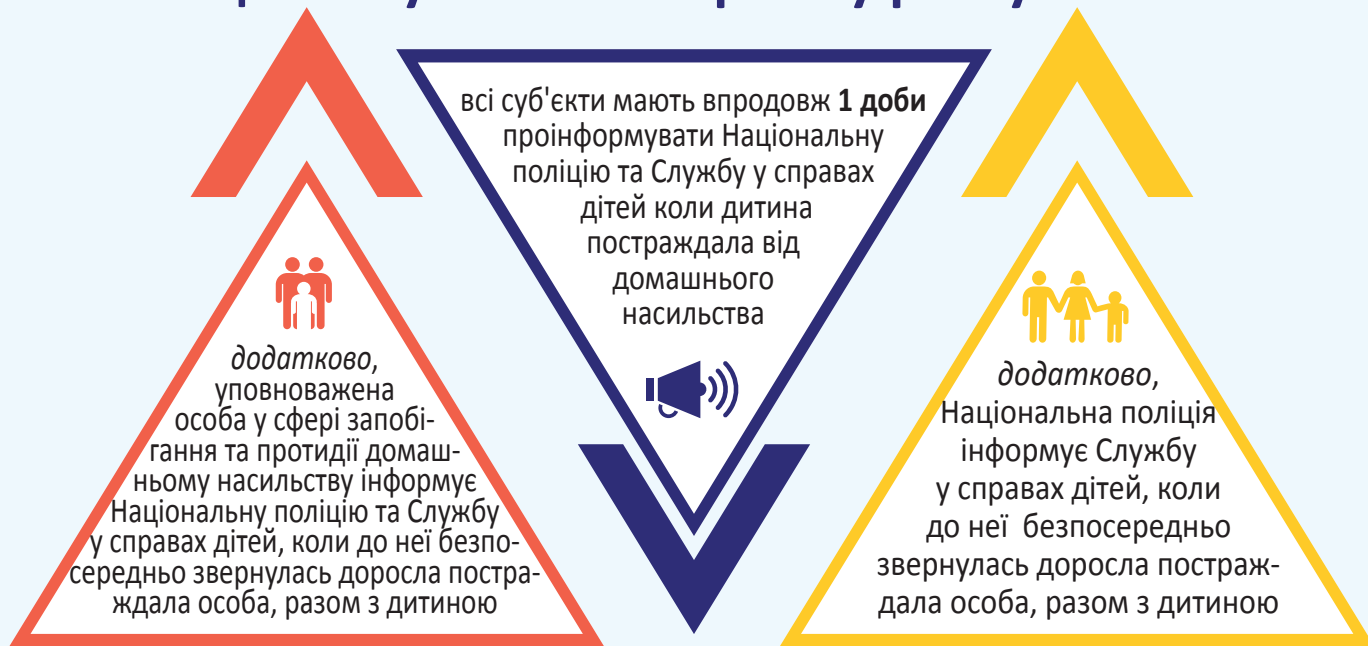 всі суб'єкти мають впродовж 1 доби
проінформувати Національну
поліцію та Службу у справах
дітей коли дитина
постраждала від
домашнього
насильства
додатково,
уповноважена
особа у сфері запобі-
гання та протидії домаш-
ньому насильству інформує
Національну поліцію та Службу
у справах дітей, коли до неї безпо-
середньо звернулась доросла постра-
ждала особа, разом з дитиною
додатково,
Національна поліція
інформує Службу
у справах дітей, коли
до неї безпосередньо
звернулась доросла постраж-
дала особа, разом з дитиною